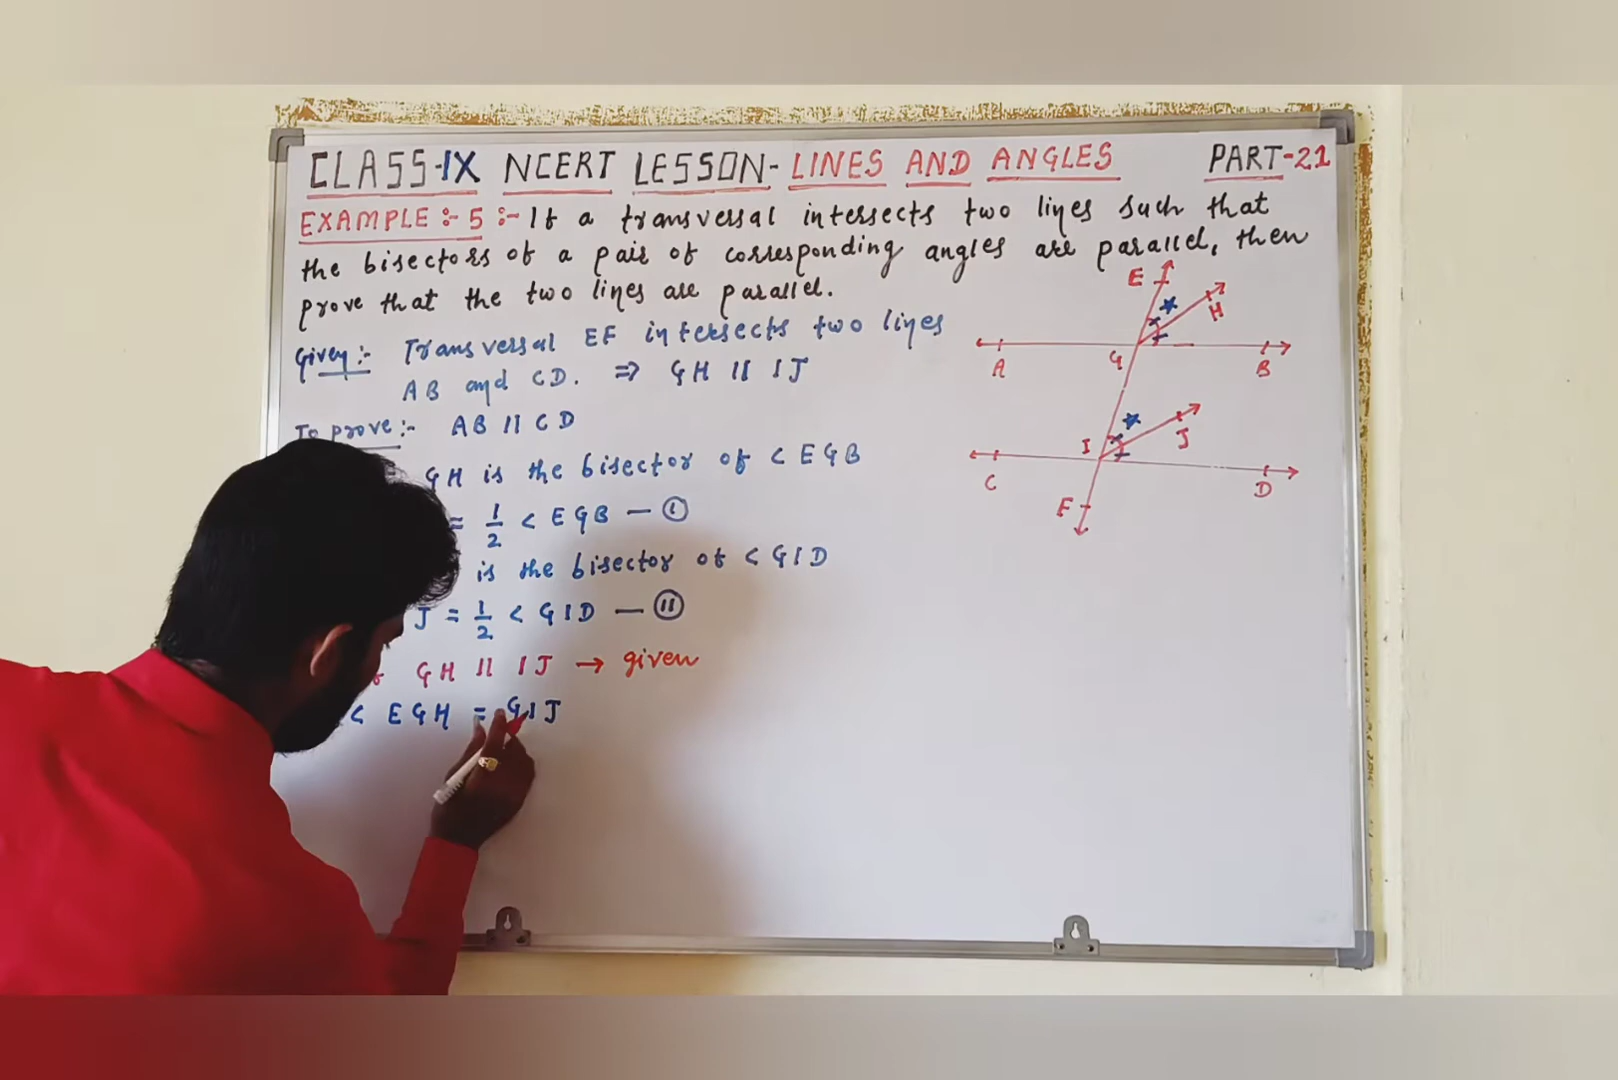 CLASS-IX NCERT LESSON- LINES AND ANGLES PART-21
EXAMPLE :- 5 :- If a transversal intersects two lines such that
the bisectors of a pair of corresponding angles are parallel, then
prove that the two lines are parallel.
Given :- Transversal EF intersects two lines
AB and CD. ⇒ GH || IJ
To prove :- AB || CD
GH is the bisector of < EGB
= 1/2 < EGB — (I)
is the bisector of < GID
J = 1/2 < GID — (II)
GH || IJ → given
< EGH = GIJ
E
H
A
G
B
I
J
C
D
F